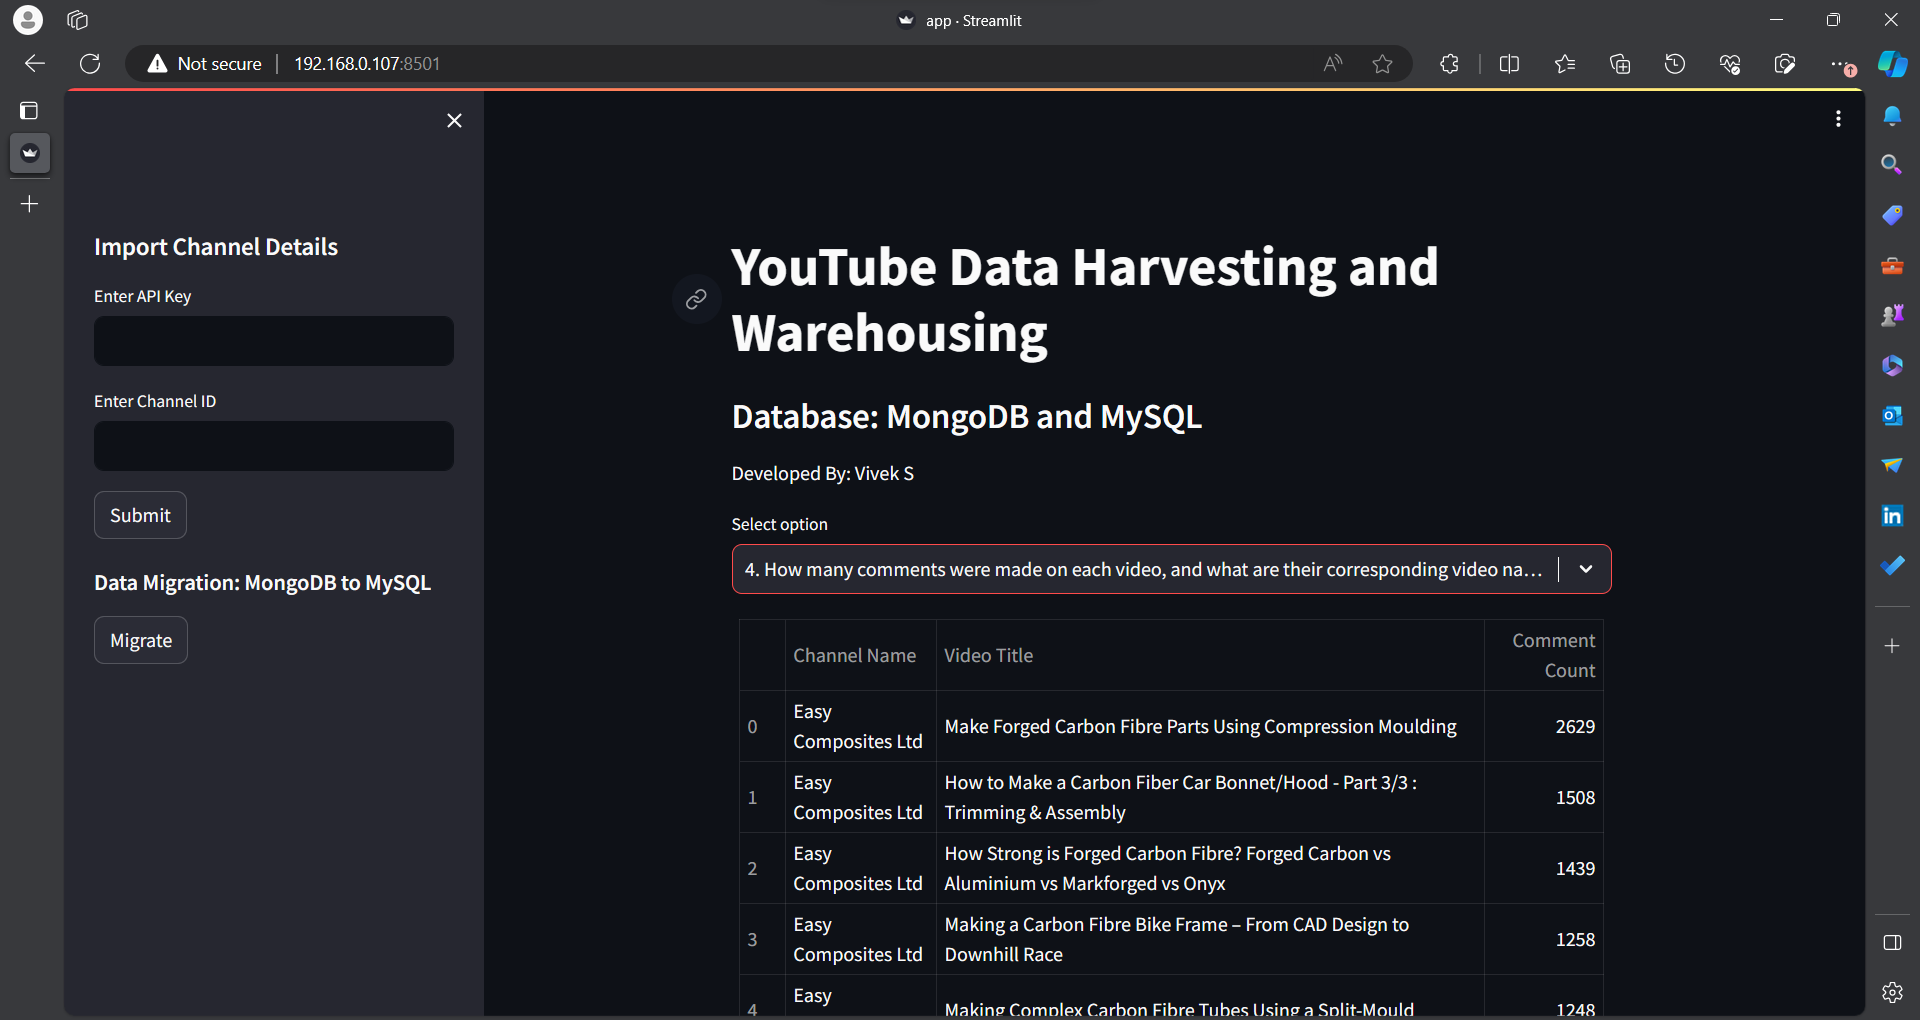 app · Streamlit
Not secure
192.168.0.107:8501
Import Channel Details
Enter API Key
Enter Channel ID
Submit
Data Migration: MongoDB to MySQL
Migrate
YouTube Data Harvesting and
Warehousing
Database: MongoDB and MySQL
Developed By: Vivek S
Select option
4. How many comments were made on each video, and what are their corresponding video na...
Channel Name Video Title Comment
Count
0 Easy
Composites Ltd Make Forged Carbon Fibre Parts Using Compression Moulding 2629
1 Easy
Composites Ltd How to Make a Carbon Fiber Car Bonnet/Hood - Part 3/3 :
Trimming & Assembly 1508
2 Easy
Composites Ltd How Strong is Forged Carbon Fibre? Forged Carbon vs
Aluminium vs Markforged vs Onyx 1439
3 Easy
Composites Ltd Making a Carbon Fibre Bike Frame – From CAD Design to
Downhill Race 1258
4 Easy
Making Complex Carbon Fibre Tubes Using a Split-Mould 1248